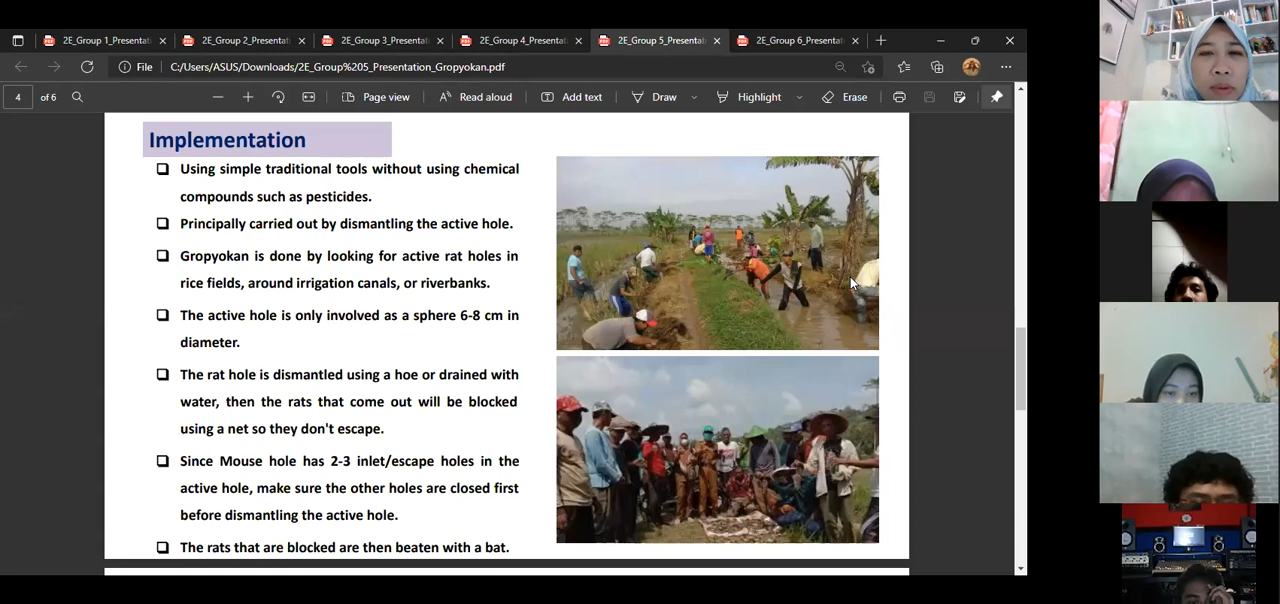 2E_Group 1_Presentat
2E_Group 2_Presentati
2E_Group 3_Presentat
2E_Group 4_Presentat
2E_Group 5_Presentat
2E_Group 6_Presentat
File
C:/Users/ASUS/Downloads/2E_Group%205_Presentation_Gropyokan.pdf
4 of 6
Page view
Read aloud
Add text
Draw
Highlight
Erase
Implementation
Using simple traditional tools without using chemical
compounds such as pesticides.
Principally carried out by dismantling the active hole.
Gropyokan is done by looking for active rat holes in
rice fields, around irrigation canals, or riverbanks.
The active hole is only involved as a sphere 6-8 cm in
diameter.
The rat hole is dismantled using a hoe or drained with
water, then the rats that come out will be blocked
using a net so they don't escape.
Since Mouse hole has 2-3 inlet/escape holes in the
active hole, make sure the other holes are closed first
before dismantling the active hole.
The rats that are blocked are then beaten with a bat.